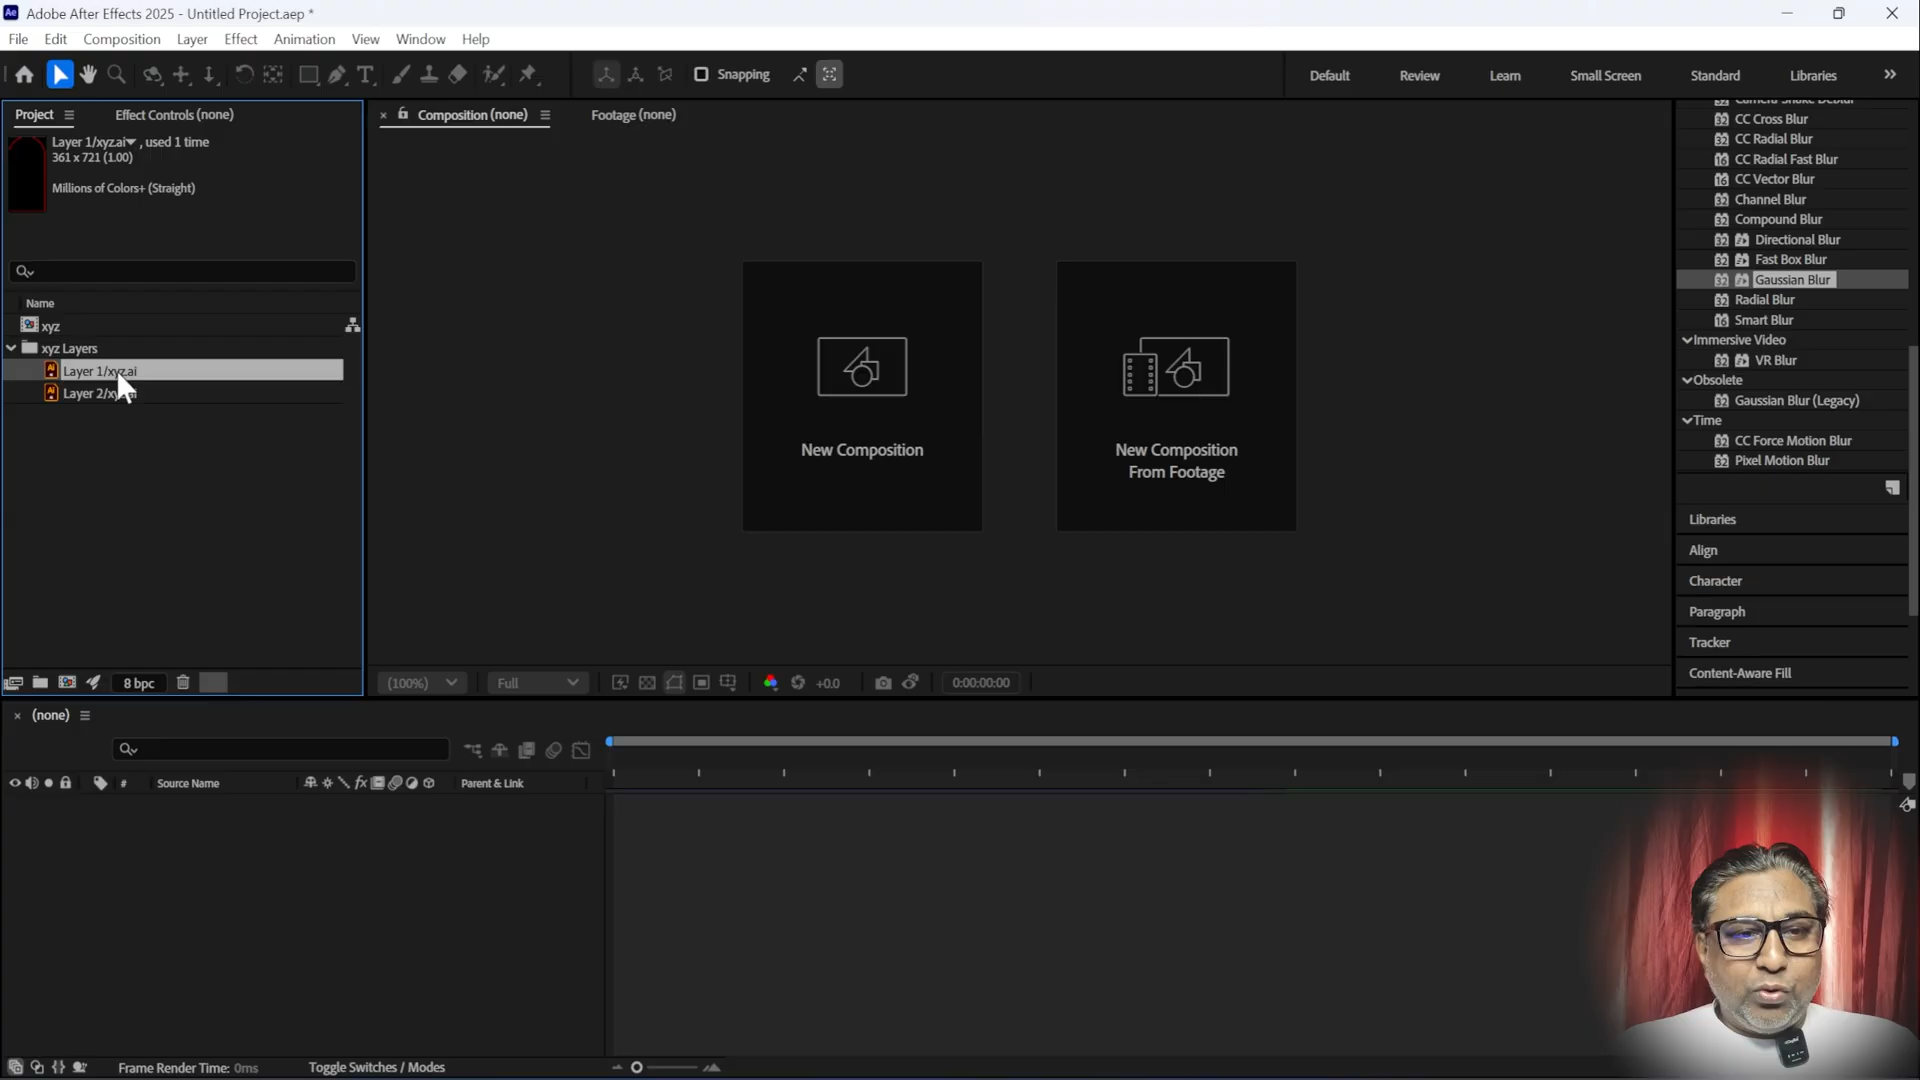 Adobe After Effects 2025 - Untitled Project.aep *
File Edit Composition Layer Effect Animation View Window Help
Snapping
Default Review Learn Small Screen Standard Libraries
Project
Effect Controls (none)
Layer 1/xyz.ai , used 1 time
361 x 721 (1.00)
Millions of Colors+ (Straight)
Name
xyz
xyz Layers
Layer 1/xyz.ai
Layer 2/
Composition (none)
Footage (none)
New Composition
New Composition
From Footage
8 bpc
(100%)
Full
+0.0
0:00:00:00
Camera-Shake Deblur
CC Cross Blur
CC Radial Blur
CC Radial Fast Blur
CC Vector Blur
Channel Blur
Compound Blur
Directional Blur
Fast Box Blur
Gaussian Blur
Radial Blur
Smart Blur
Immersive Video
VR Blur
Obsolete
Gaussian Blur (Legacy)
Time
CC Force Motion Blur
Pixel Motion Blur
Libraries
Align
Character
Paragraph
Tracker
Content-Aware Fill
(none)
# Source Name
fx
Parent & Link
Frame Render Time: 0ms
Toggle Switches / Modes